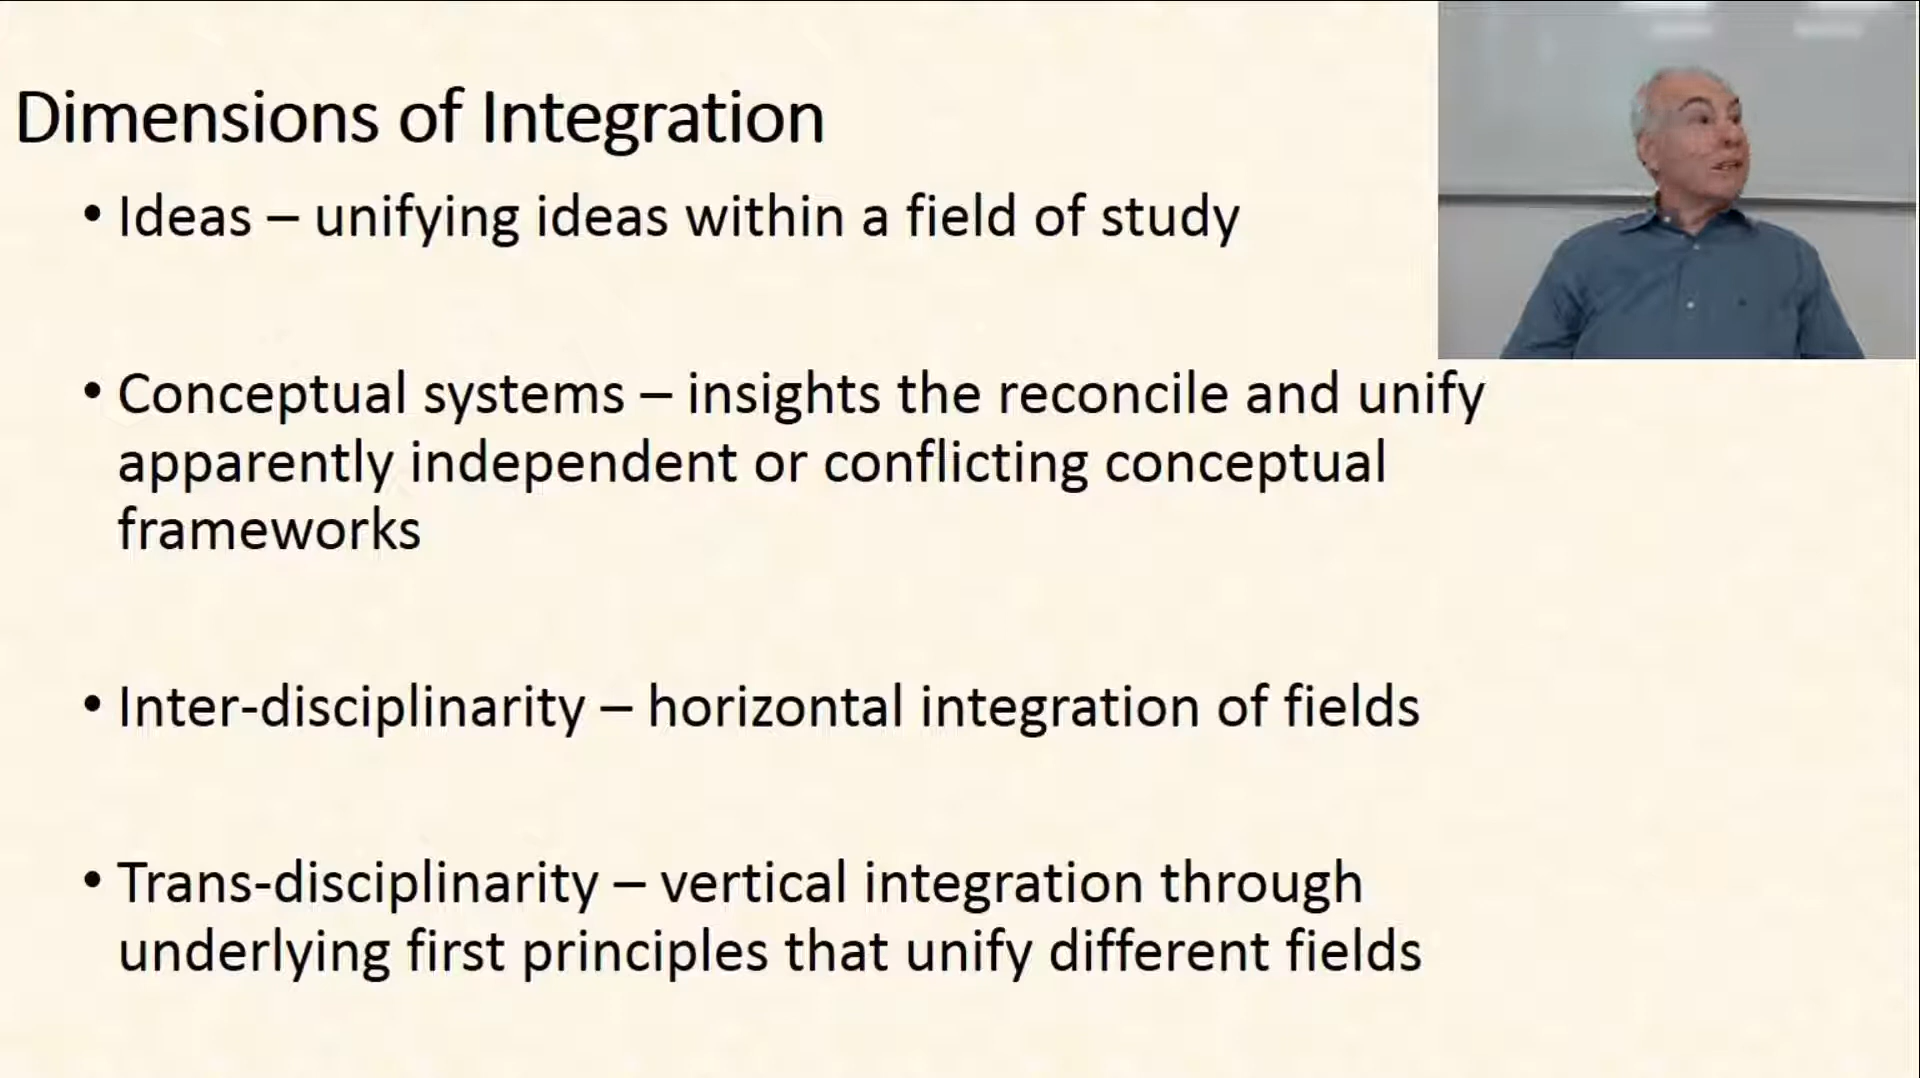 Dimensions of Integration
• Ideas – unifying ideas within a field of study
• Conceptual systems – insights the reconcile and unify
apparently independent or conflicting conceptual
frameworks
• Inter-disciplinarity – horizontal integration of fields
• Trans-disciplinarity – vertical integration through
underlying first principles that unify different fields